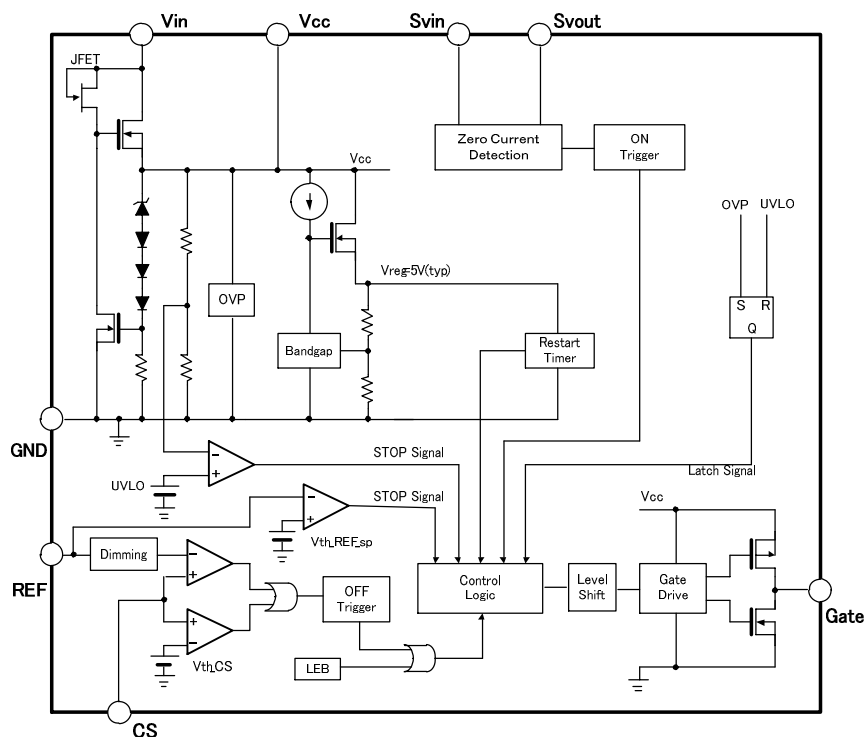 Vin
Vcc
Svin
Svout
JFET
Zero Current
Detection
ON
Trigger
Vcc
OVP
UVLO
Vreg=5V(typ)
OVP
S R
Q
Bandgap
Restart
Timer
GND
STOP Signal
Latch Signal
UVLO
STOP Signal
Vcc
Vth_REF_sp
REF
Dimming
Control
Logic
Level
Shift
Gate
Drive
Gate
OFF
Trigger
Vth_CS
LEB
CS
- 
+
-
+
-
+
+
-